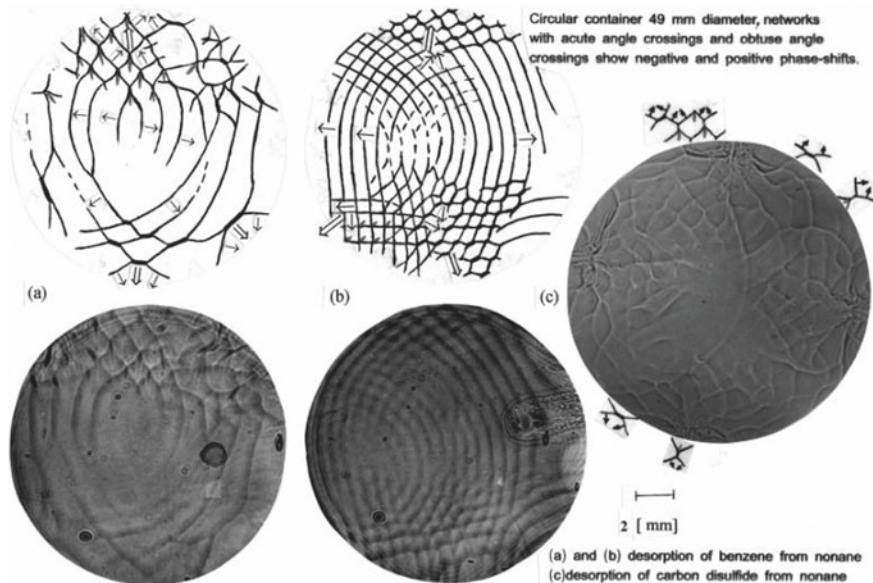 Circular container 49 mm diameter, networks
with acute angle crossings and obtuse angle
crossings show negative and positive phase-shifts.
(a)
(b)
(c)
2 [ mm]
(a) and (b) desorption of benzene from nonane
(c)desorption of carbon disulfide from nonane